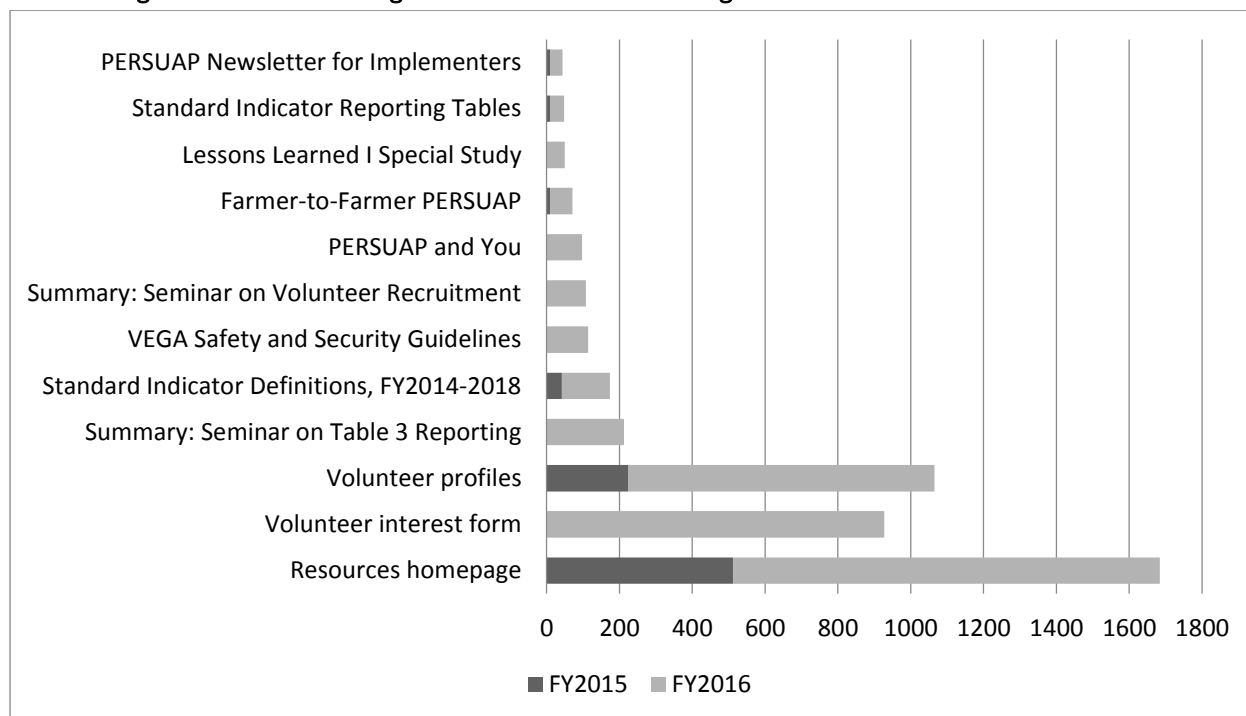 PERSUAP Newsletter for Implementers
Standard Indicator Reporting Tables
Lessons Learned I Special Study
Farmer-to-Farmer PERSUAP
PERSUAP and You
Summary: Seminar on Volunteer Recruitment
VEGA Safety and Security Guidelines
Standard Indicator Definitions, FY2014-2018
Summary: Seminar on Table 3 Reporting
Volunteer profiles
Volunteer interest form
Resources homepage
0 200 400 600 800 1000 1200 1400 1600 1800
FY2015 FY2016